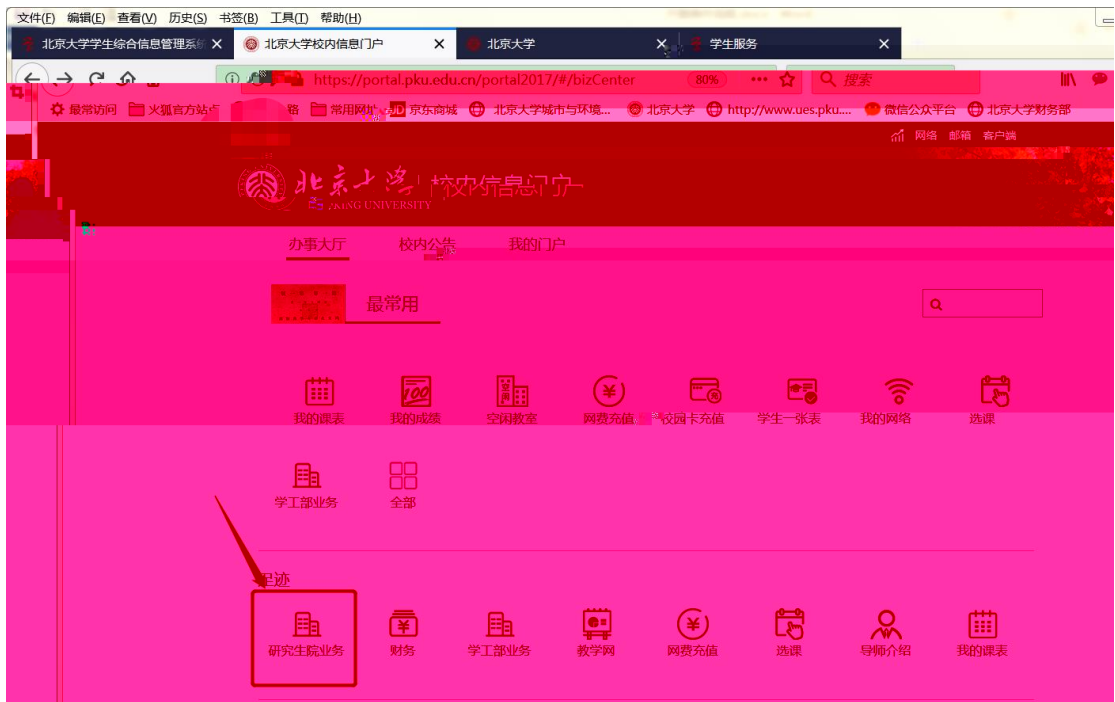 文件(F) 编辑(E) 查看(V) 历史(S) 书签(B) 工具(T) 帮助(H)
北京大学学生综合信息管理系统 北京大学校内信息门户 北京大学 学生服务
https://portal.pku.edu.cn/portal2017/#/bizCenter 80% 搜索
最常访问 火狐官方站点 常用网址 JD 京东商城 北京大学城市与环境... 北京大学 http://www.ues.pku.... 微信公众平台 北京大学财务部
网络 邮箱 客户端
北京大学 校内信息门户
PEKING UNIVERSITY
办事大厅 校内公告 我的门户
最常用
我的课表 我的成绩 空闲教室 网费充值 校园卡充值 学生一张表 我的网络 选课
学工部业务 全部
足迹
研究生院业务 财务 学工部业务 教学网 网费充值 选课 导师介绍 我的课表